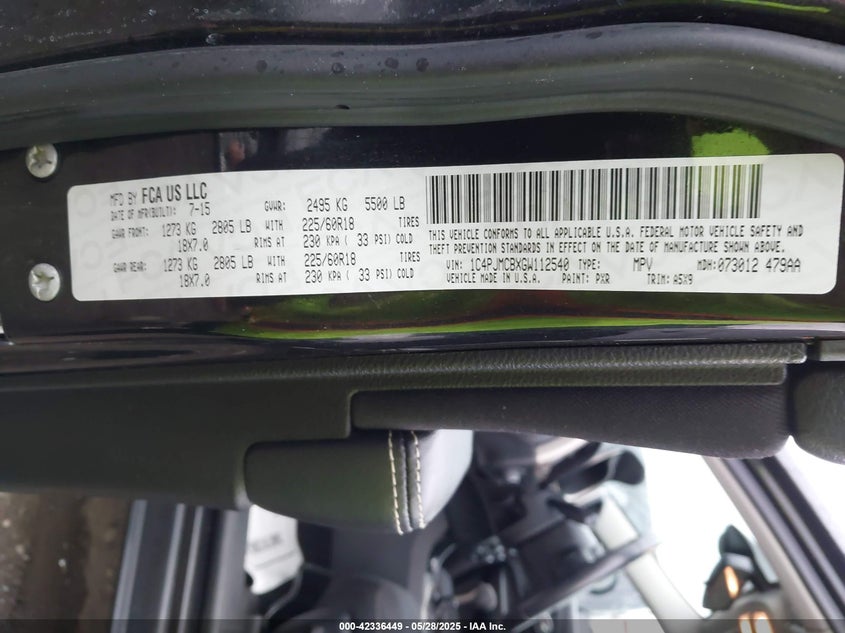 MFD BY FCA US LLC
DATE OF MFR(BUILT): 7-15 GVWR: 2495 KG 5500 LB
GAWR FRONT: 1273 KG 2805 LB WITH 225/60R18 TIRES
18X7.0 RIMS AT 230 KPA ( 33 PSI) COLD
GAWR REAR: 1273 KG 2805 LB WITH 225/60R18 TIRES
18X7.0 RIMS AT 230 KPA ( 33 PSI) COLD
THIS VEHICLE CONFORMS TO ALL APPLICABLE U.S.A. FEDERAL MOTOR VEHICLE SAFETY AND
THEFT PREVENTION STANDARDS IN EFFECT ON THE DATE OF MANUFACTURE SHOWN ABOVE.
VIN: 1C4PJMCBXGW112540 TYPE: MPV MDH: 073012 479AA
VEHICLE MADE IN U.S.A. PAINT: PXR TRIM: A5X9
000-42336449 - 05/28/2025 - IAA Inc.